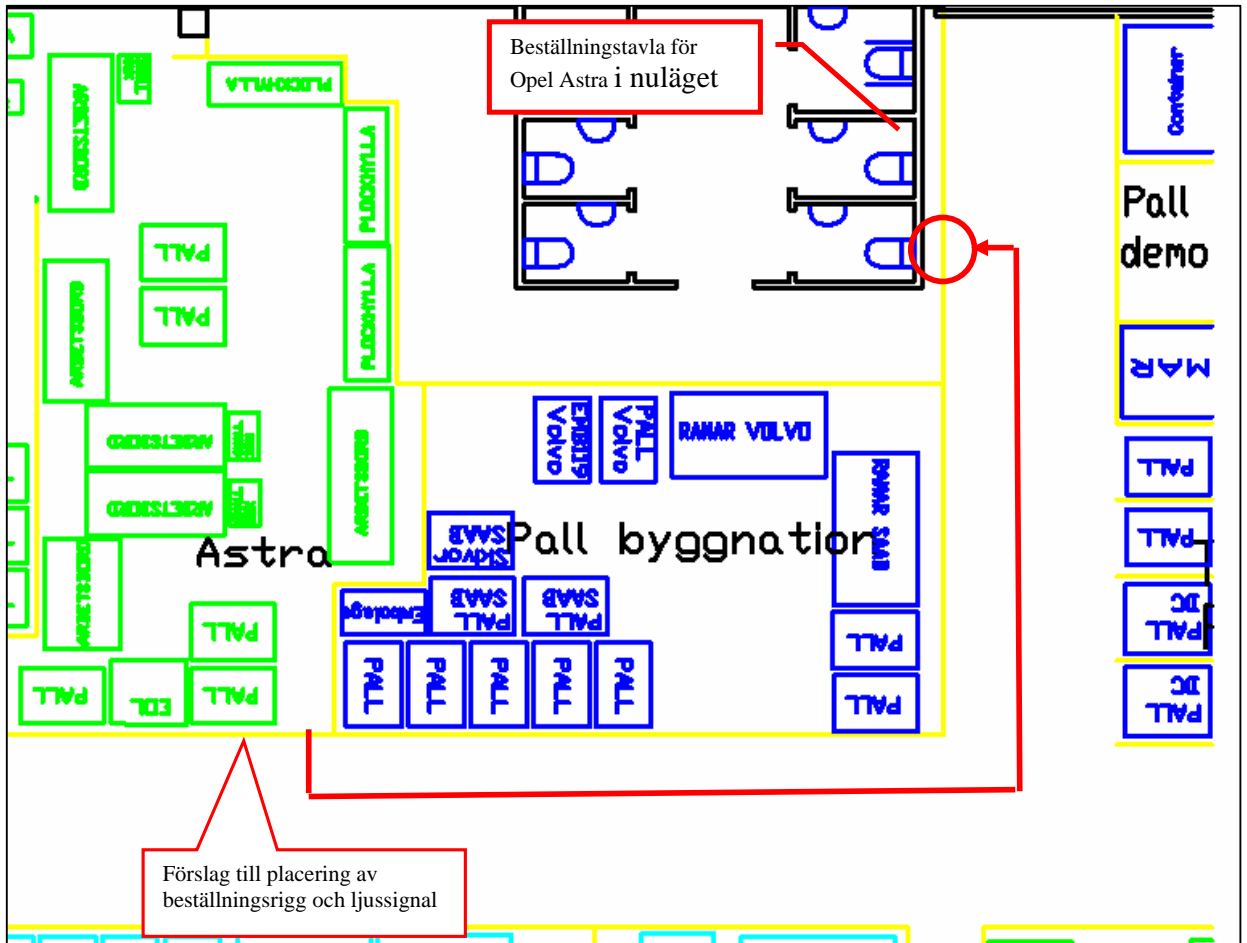 Beställningstavla för
Opel Astra i nuläget
PLOCKHYLLA
ARBETSBORD
PLOCKHYLLA
Container
Pall
demo
PALL
PALL
ARBETSBORD
PLOCKHYLLA
MAR
EMB119
Volvo
PALL
Volvo
RAMAR VOLVO
ARBETSBORD
ARBETSBORD
ARBETSBORD
RAMAR SAAB
PALL
PALL
Astra
Skivor
SAAB
Pall byggnation
ARBETSBORD
Emballage
PALL
SAAB
PALL
SAAB
PALL
DC
PALL
DC
PALL
PALL
PALL
EDL
PALL
PALL
PALL
PALL
PALL
PALL
PALL
Förslag till placering av
beställningsrigg och ljussignal